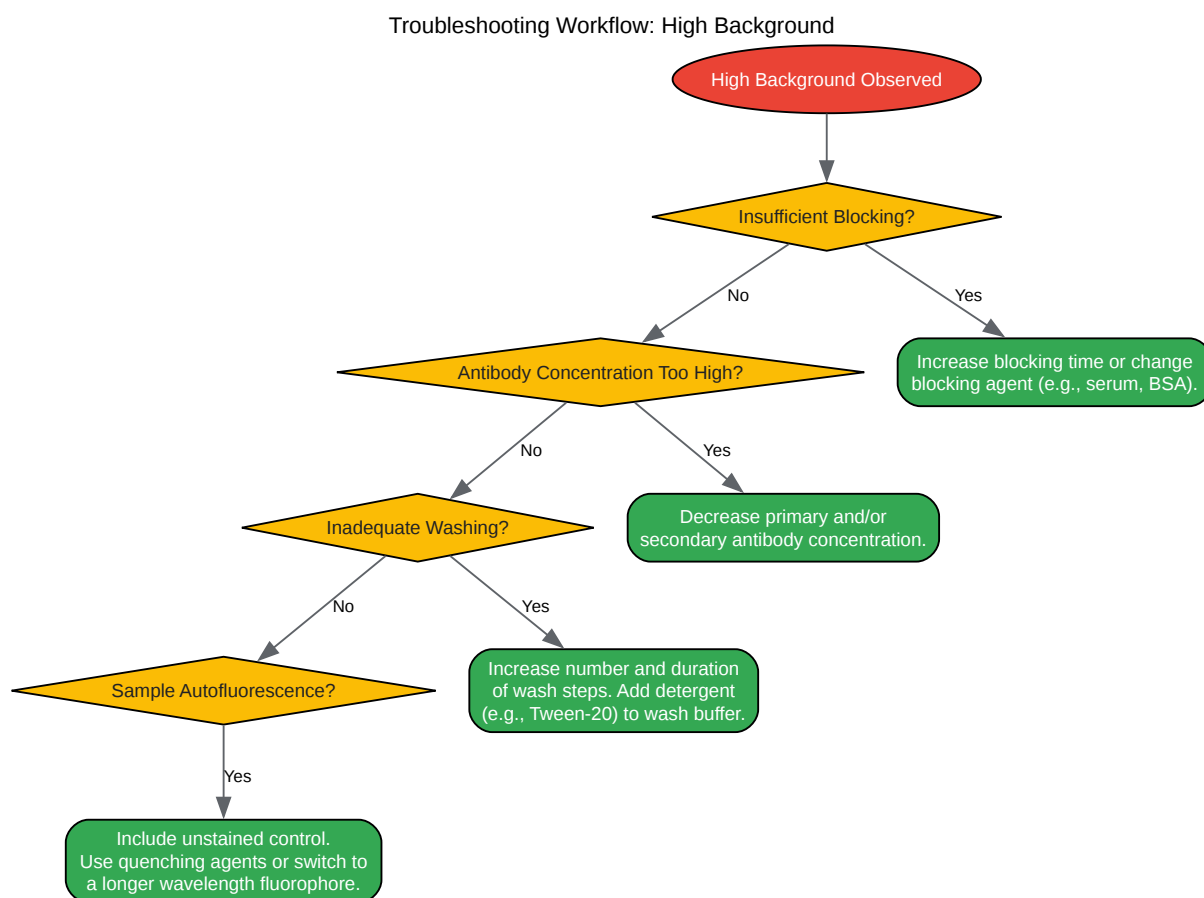 Troubleshooting Workflow: High Background
High Background Observed
Insufficient Blocking?
No
Yes
Antibody Concentration Too High?
Increase blocking time or change
blocking agent (e.g., serum, BSA).
No
Yes
Inadequate Washing?
Decrease primary and/or
secondary antibody concentration.
No
Yes
Sample Autofluorescence?
Increase number and duration
of wash steps. Add detergent
(e.g., Tween-20) to wash buffer.
Yes
Include unstained control.
Use quenching agents or switch to
a longer wavelength fluorophore.